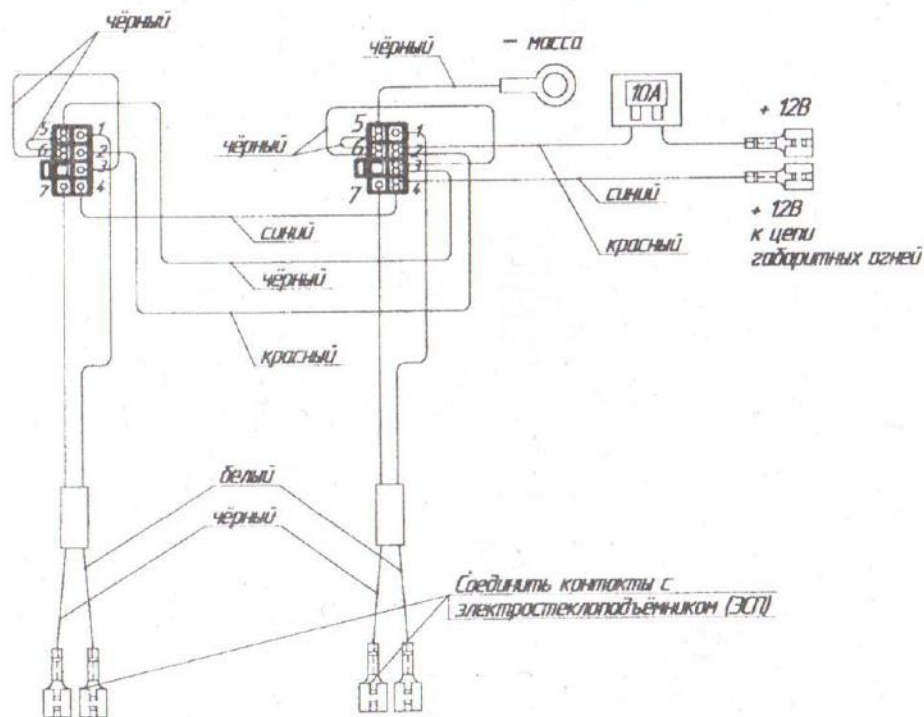 чёрный
чёрный
- масса
10А
+ 12В
5 1
6 2
3
7 4
чёрный
5 1
6 2
3
7 4
синий
+ 12В
к цепи
габаритных огней
красный
синий
чёрный
красный
белый
чёрный
Соединить контакты с
электростеклоподъёмником (ЭСП)